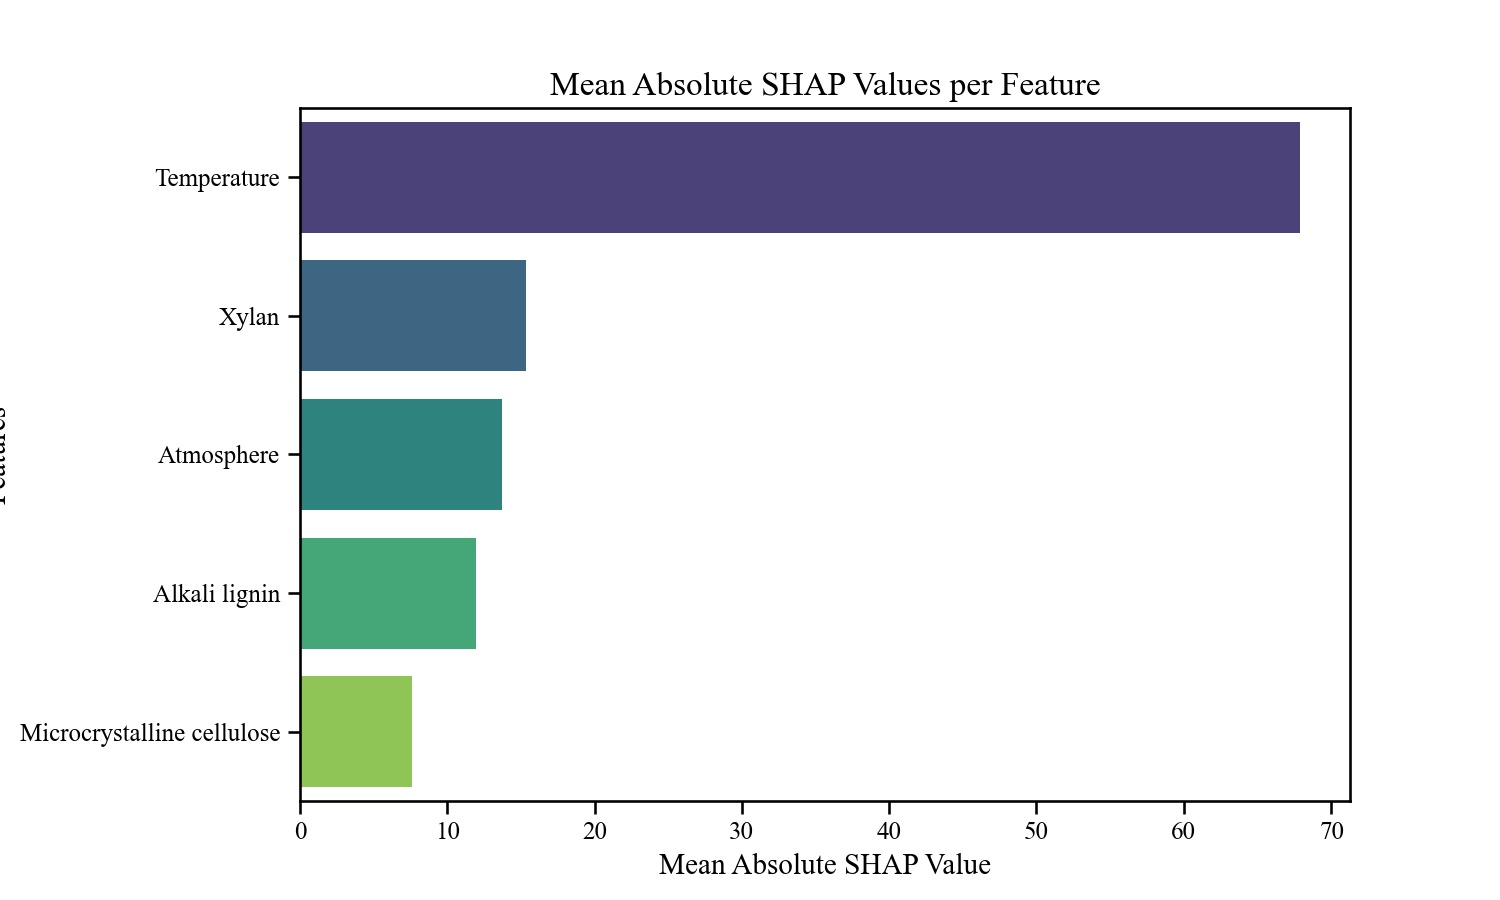 Mean Absolute SHAP Values per Feature
Temperature
Xylan
Atmosphere
Alkali lignin
Microcrystalline cellulose
0 10 20 30 40 50 60 70
Mean Absolute SHAP Value
Features